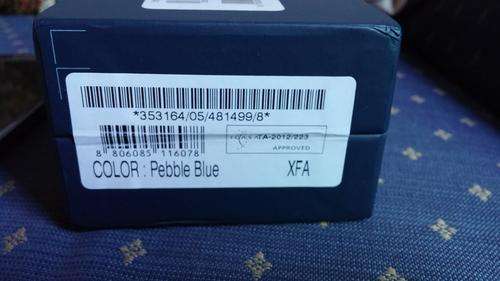 *353164/05/481499/8*
TA-2012/223
APPROVED
8 806085 116078
COLOR : Pebble Blue XFA